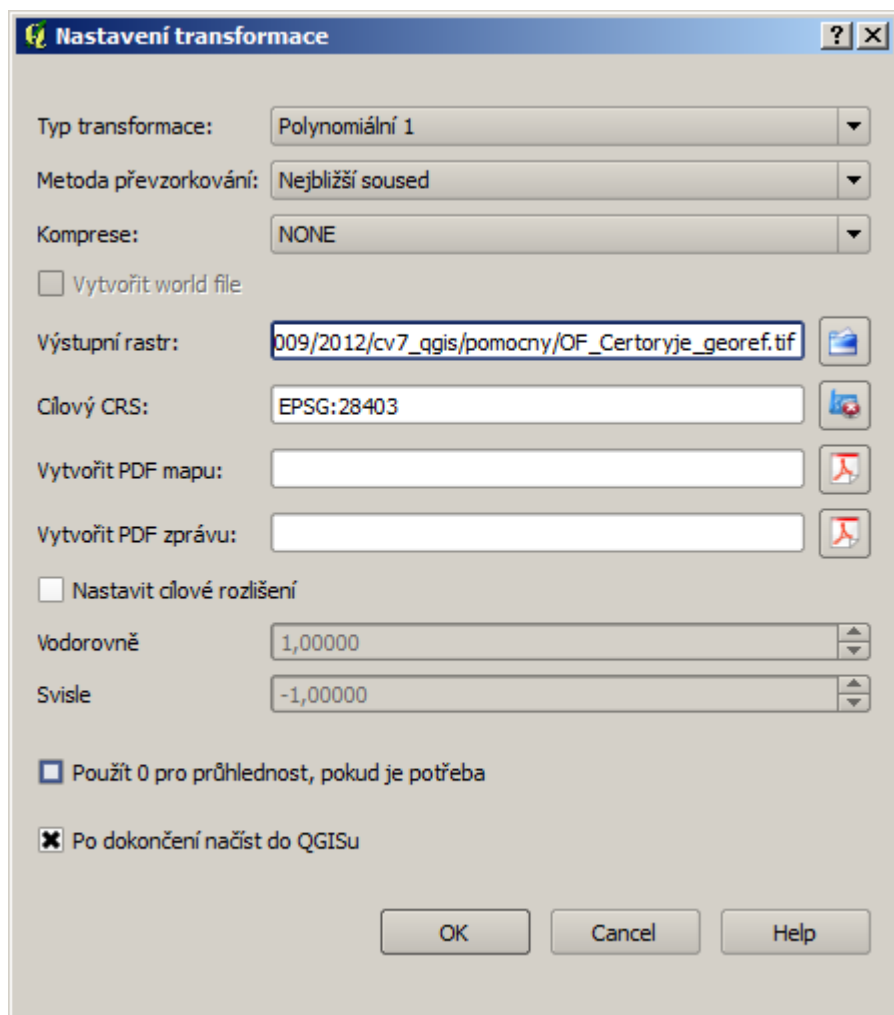 Nastavení transformace
Typ transformace: Polynomiální 1
Metoda převzorkování: Nejbližší soused
Komprese: NONE
Vytvořit world file
Výstupní rastr: 009/2012/cv7_qgis/pomocny/OF_Certoryje_georef.tif
Cílový CRS: EPSG:28403
Vytvořit PDF mapu:
Vytvořit PDF zprávu:
Nastavit cílové rozlišení
Vodorovně 1,00000
Svisle -1,00000
Použít 0 pro průhlednost, pokud je potřeba
Po dokončení načíst do QGISu
OK Cancel Help